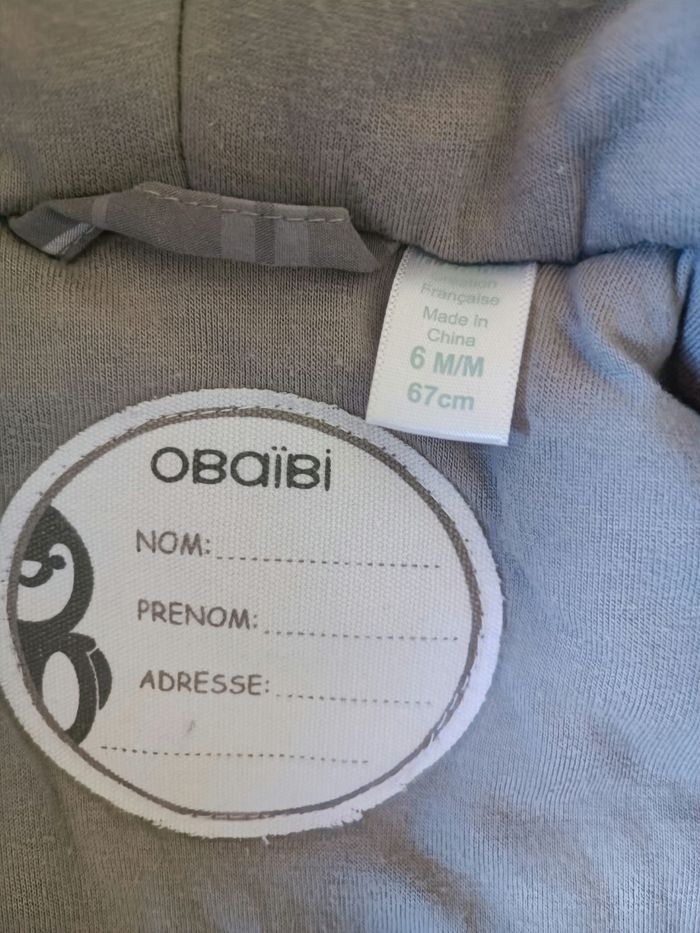 Française
Made in
China
6 M/M
67cm
OBaïBi
NOM:
PRENOM:
ADRESSE: